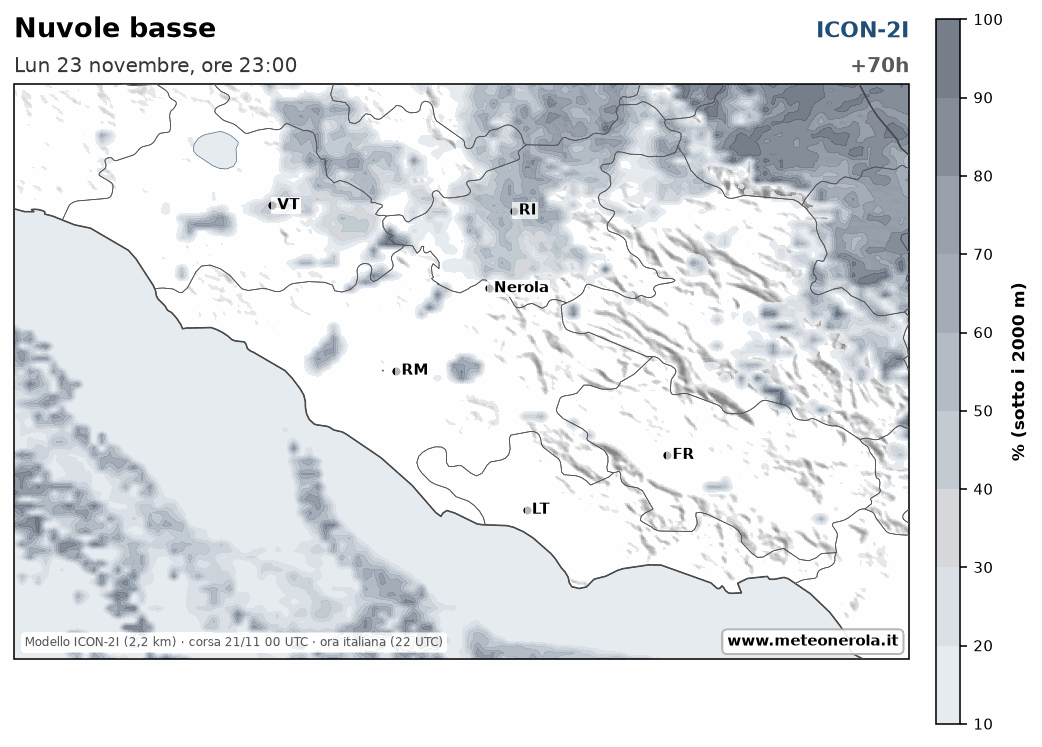 Nuvole basse
ICON-2I
Lun 23 novembre, ore 23:00
+70h
VT
RI
Nerola
RM
FR
LT
Modello ICON-2I (2,2 km) · corsa 21/11 00 UTC · ora italiana (22 UTC)
www.meteonerola.it
100
90
80
70
60
50
40
30
20
10
% (sotto i 2000 m)